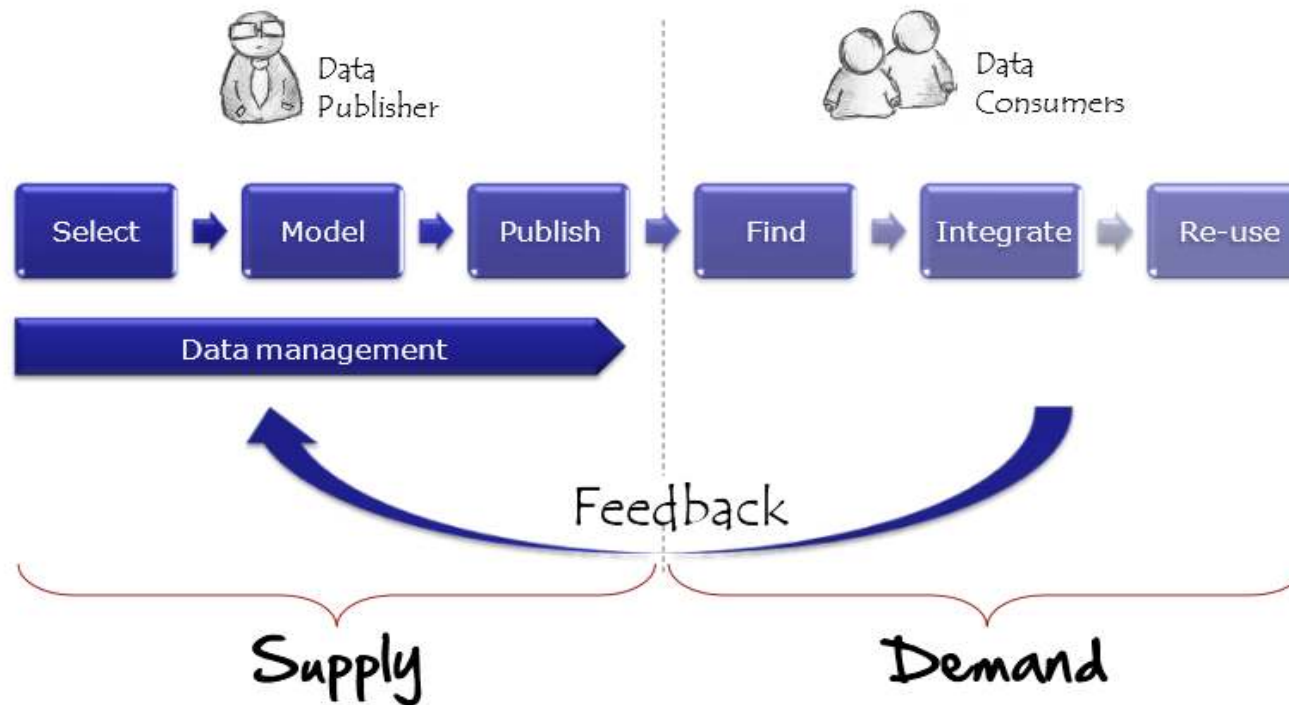 Data
Publisher
Data
Consumers
Select
Model
Publish
Find
Integrate
Re-use
Data management
Feedback
Supply
Demand